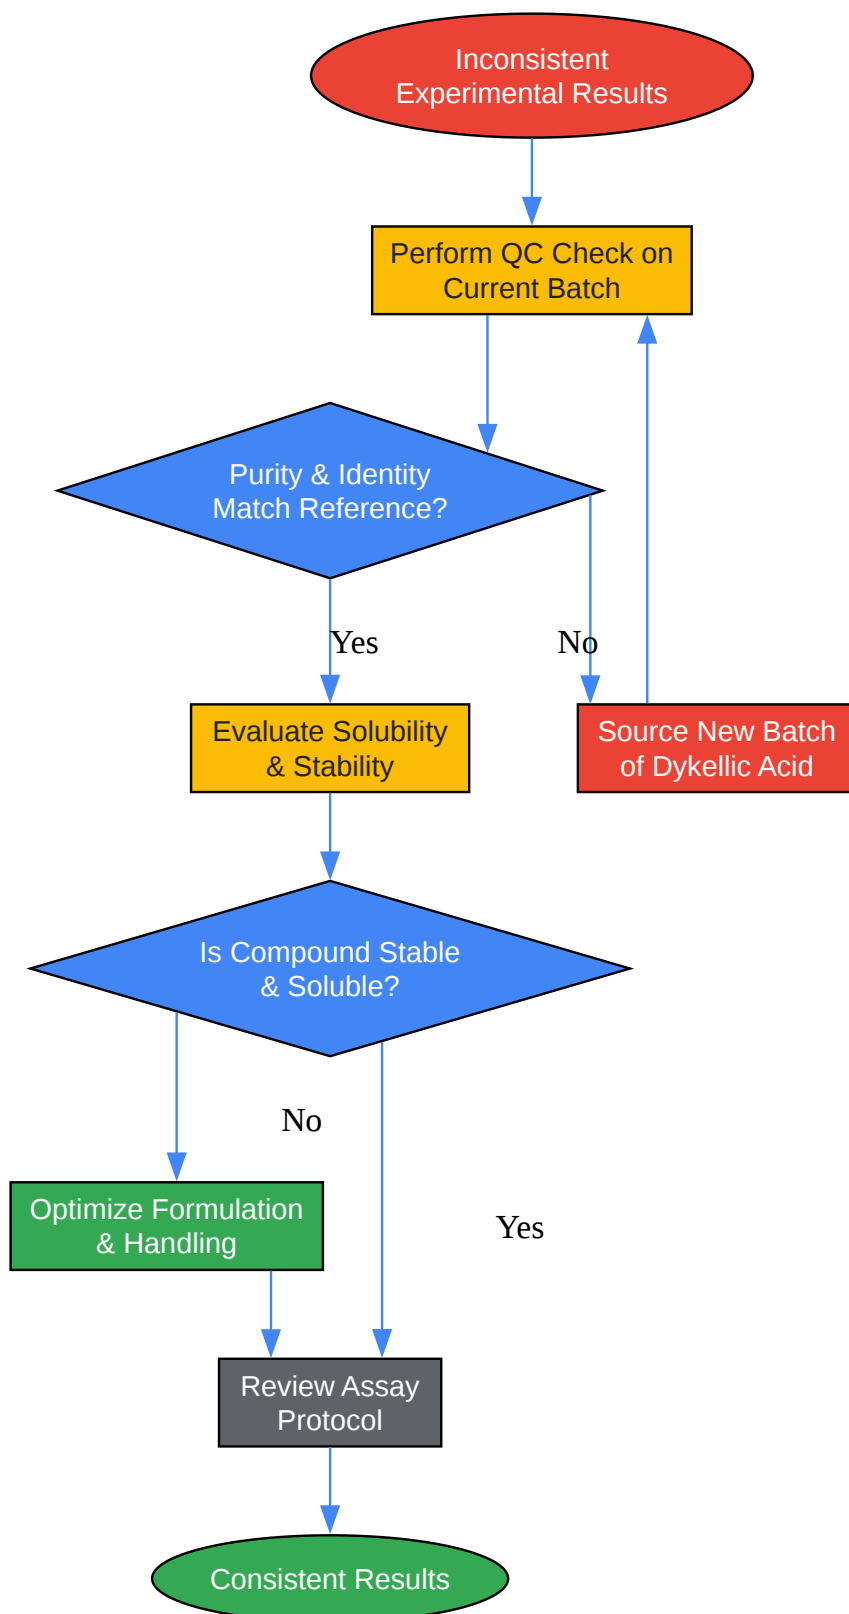 Inconsistent
Experimental Results
Perform QC Check on
Current Batch
Purity & Identity
Match Reference?
Yes
No
Evaluate Solubility
& Stability
Source New Batch
of Dykellic Acid
Is Compound Stable
& Soluble?
No
Optimize Formulation
& Handling
Yes
Review Assay
Protocol
Consistent Results